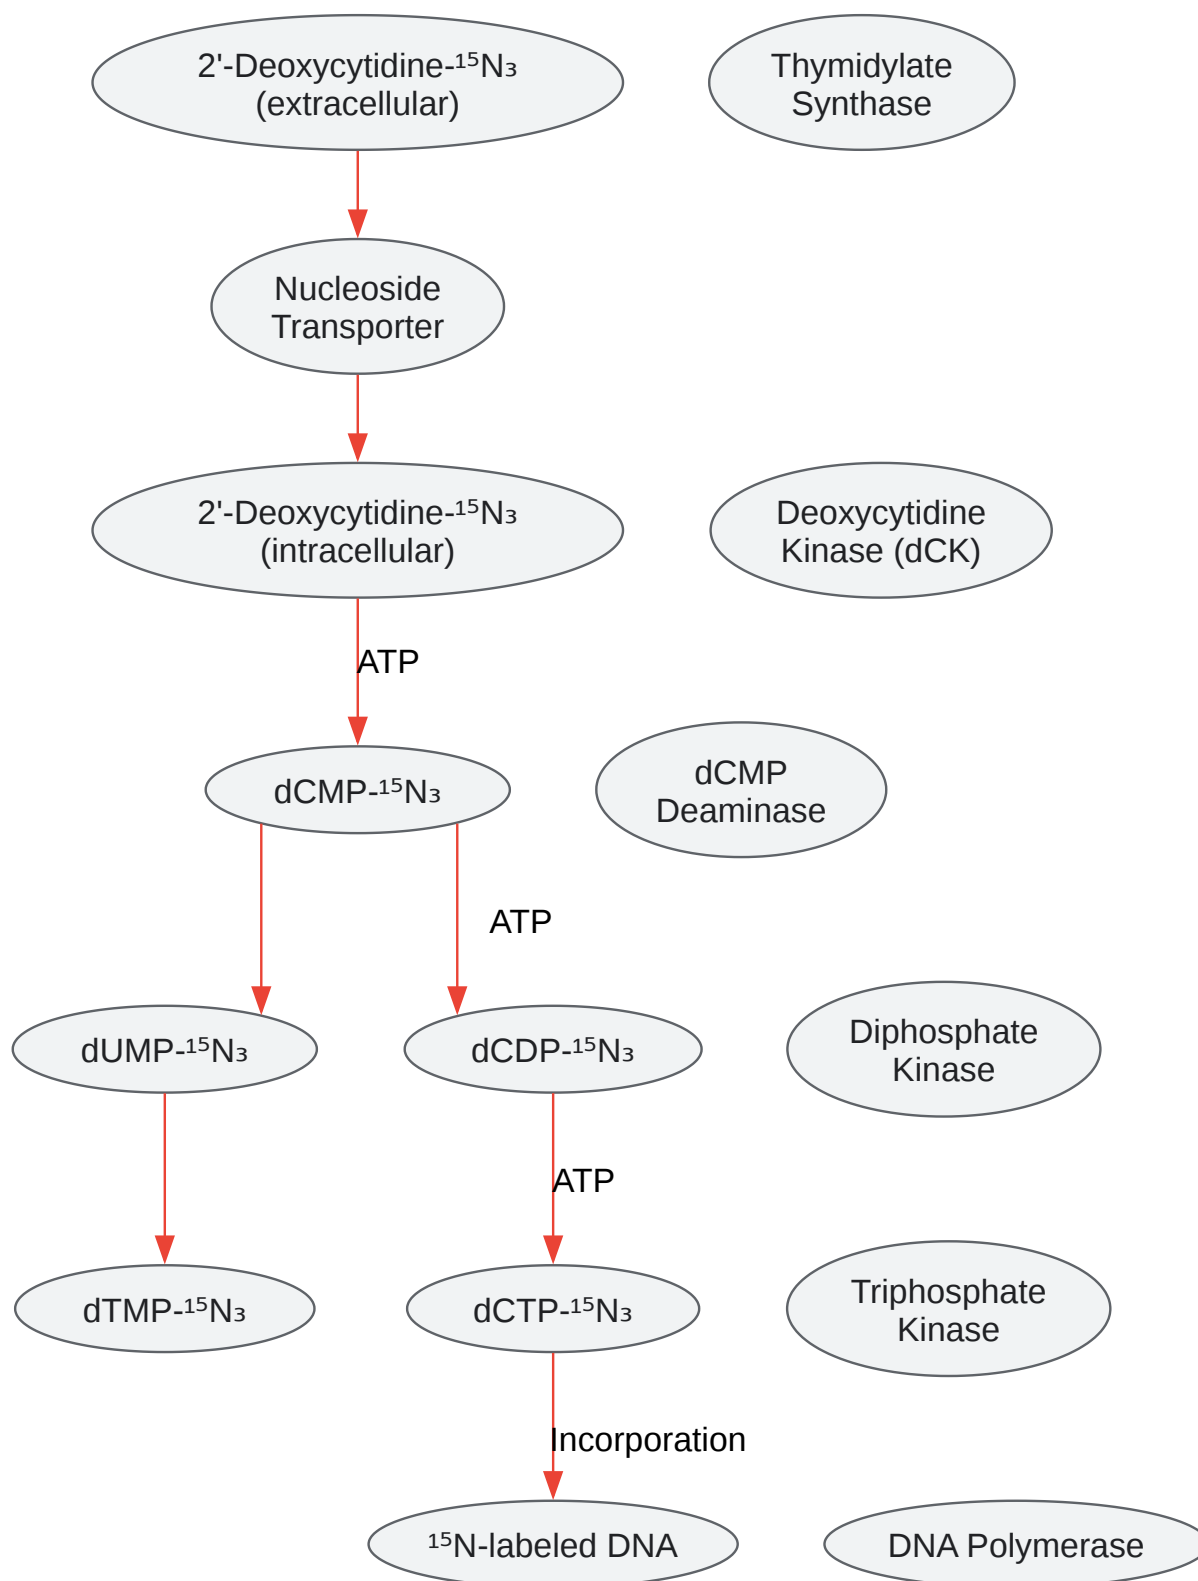 2'-Deoxycytidine-¹⁵N₃
(extracellular)
Thymidylate
Synthase
Nucleoside
Transporter
2'-Deoxycytidine-¹⁵N₃
(intracellular)
Deoxycytidine
Kinase (dCK)
ATP
dCMP-¹⁵N₃
dCMP
Deaminase
ATP
dUMP-¹⁵N₃
dCDP-¹⁵N₃
Diphosphate
Kinase
ATP
dTMP-¹⁵N₃
dCTP-¹⁵N₃
Triphosphate
Kinase
Incorporation
¹⁵N-labeled DNA
DNA Polymerase